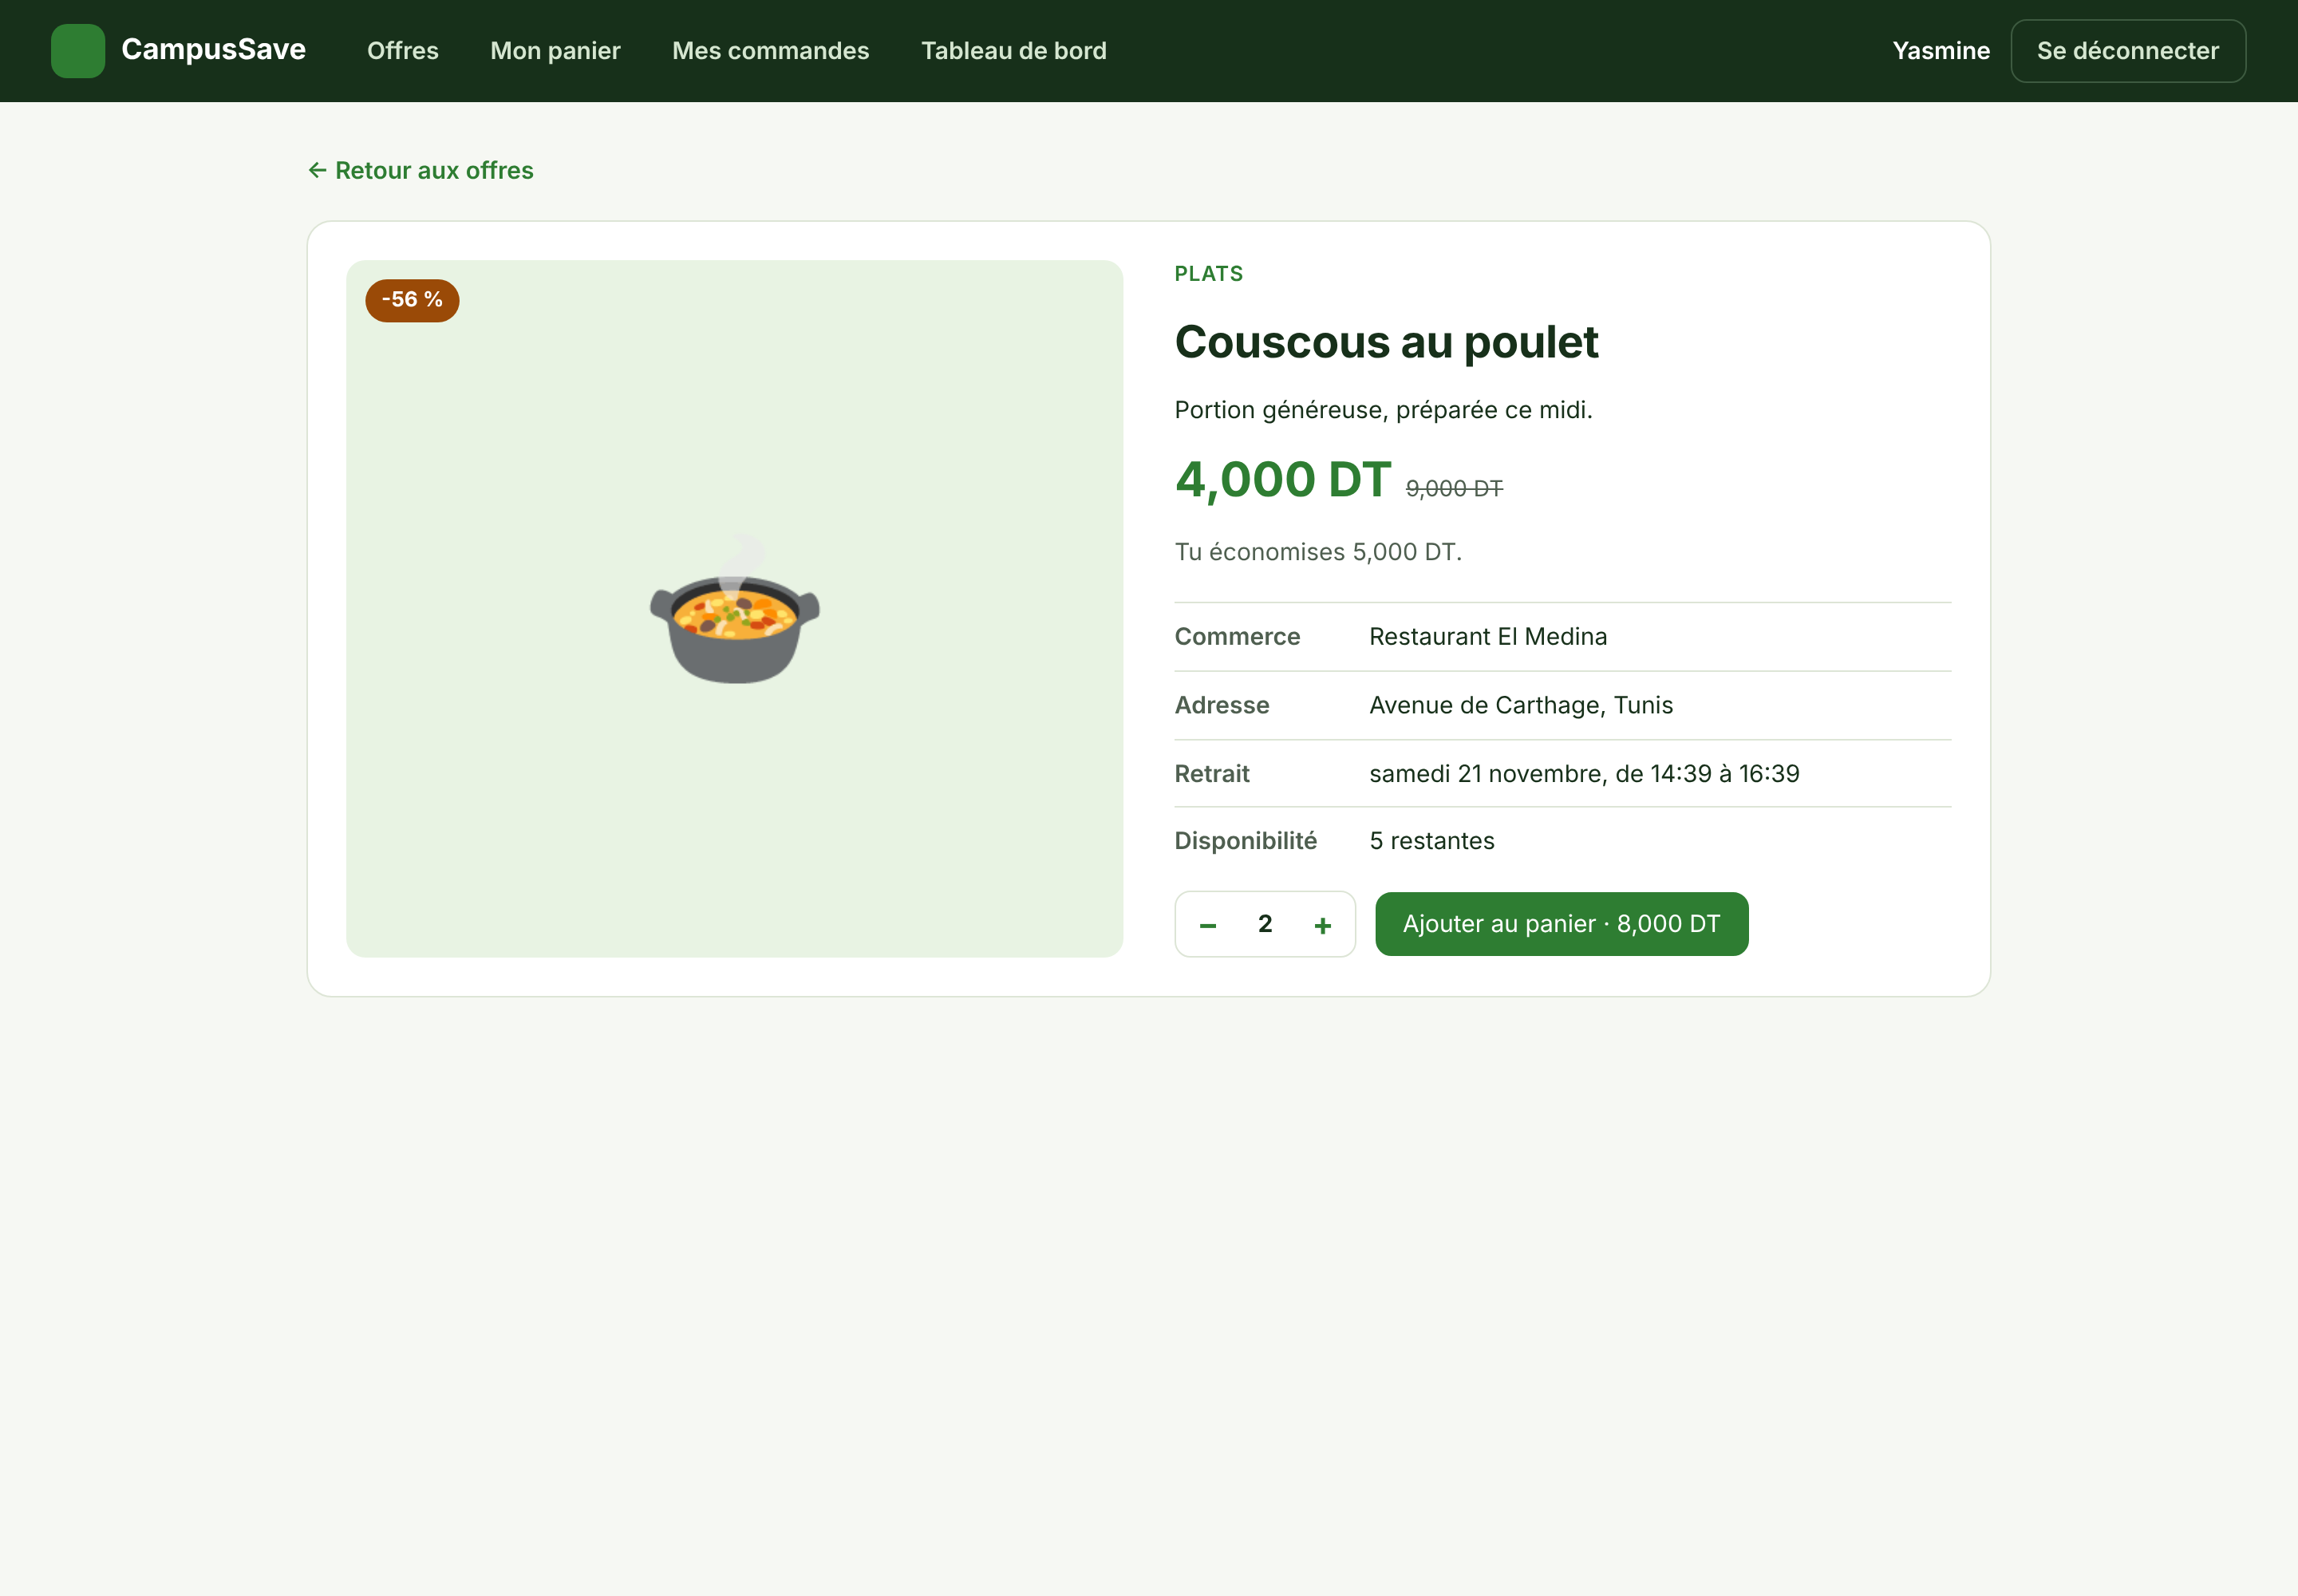 CampusSave Offres Mon panier Mes commandes Tableau de bord Yasmine Se déconnecter
← Retour aux offres
-56 %
PLATS
Couscous au poulet
Portion généreuse, préparée ce midi.
4,000 DT 9,000 DT
Tu économises 5,000 DT.
Commerce Restaurant El Medina
Adresse Avenue de Carthage, Tunis
Retrait samedi 21 novembre, de 14:39 à 16:39
Disponibilité 5 restantes
− 2 + Ajouter au panier · 8,000 DT